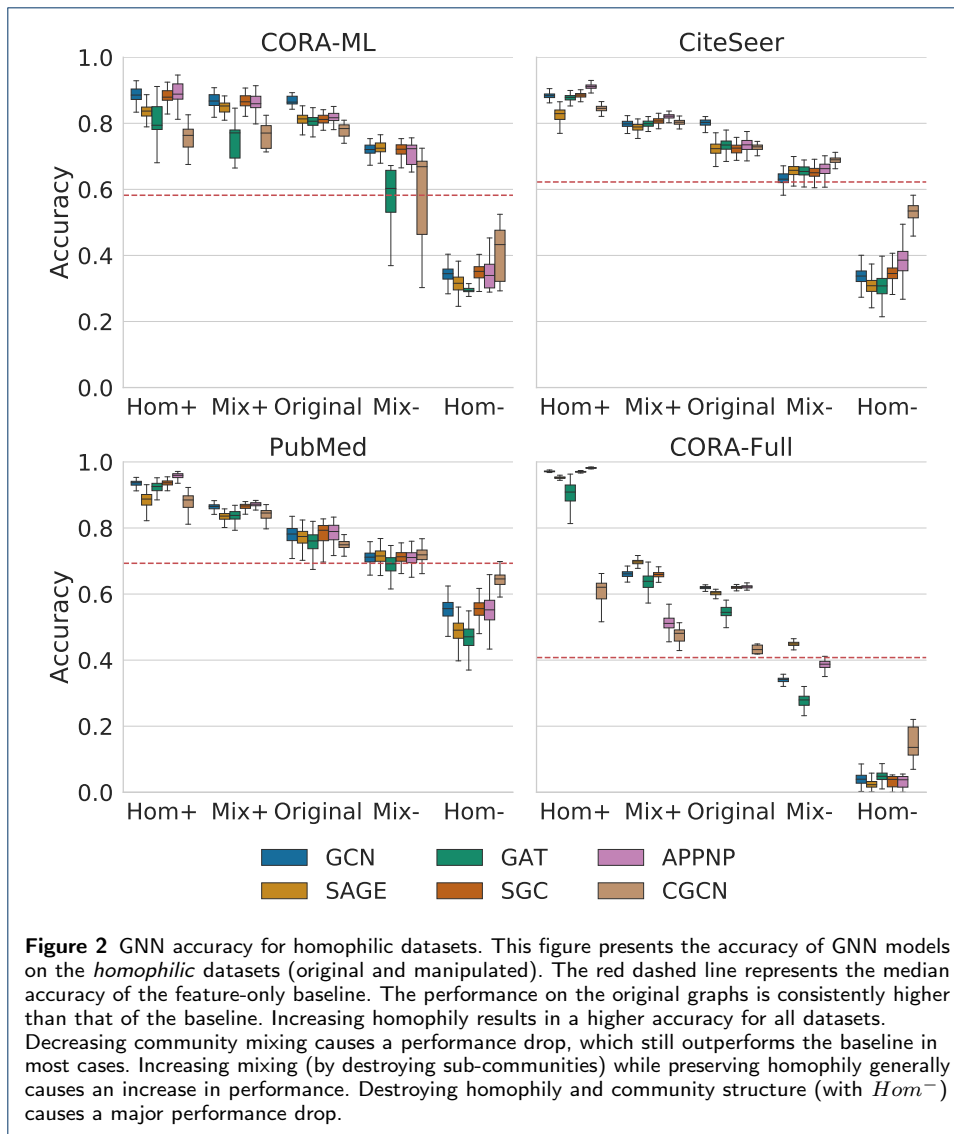 CORA-ML
CiteSeer
1.0
0.8
0.6
0.4
0.2
0.0
Accuracy
Hom+ Mix+ Original Mix- Hom-
Hom+ Mix+ Original Mix- Hom-
PubMed
CORA-Full
1.0
0.8
0.6
0.4
0.2
0.0
Accuracy
Hom+ Mix+ Original Mix- Hom-
Hom+ Mix+ Original Mix- Hom-
GCN GAT APPNP
SAGE SGC CGCN
Figure 2 GNN accuracy for homophilic datasets. This figure presents the accuracy of GNN models
on the homophilic datasets (original and manipulated). The red dashed line represents the median
accuracy of the feature-only baseline. The performance on the original graphs is consistently higher
than that of the baseline. Increasing homophily results in a higher accuracy for all datasets.
Decreasing community mixing causes a performance drop, which still outperforms the baseline in
most cases. Increasing mixing (by destroying sub-communities) while preserving homophily generally
causes an increase in performance. Destroying homophily and community structure (with Hom⁻)
causes a major performance drop.